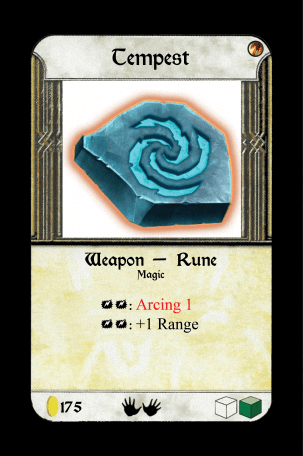 Tempest
Weapon — Rune
Magic
: Arcing 1
: +1 Range
175